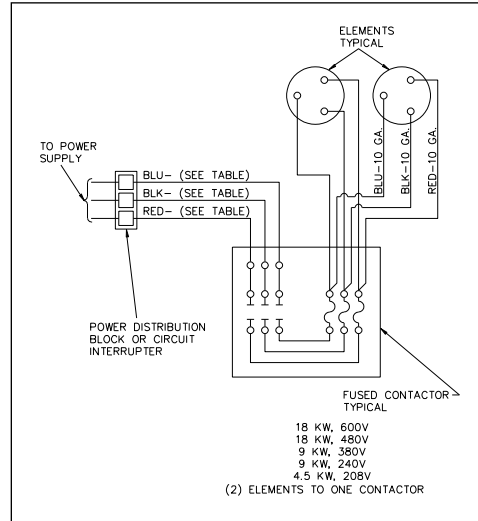 ELEMENTS
TYPICAL
BLU-10 GA.
BLK-10 GA.
RED-10 GA.
TO POWER
SUPPLY
BLU- (SEE TABLE)
BLK- (SEE TABLE)
RED- (SEE TABLE)
POWER DISTRIBUTION
BLOCK OR CIRCUIT
INTERRUPTER
FUSED CONTACTOR
TYPICAL
18 KW, 600V
18 KW, 480V
9 KW, 380V
9 KW, 240V
4.5 KW, 208V
(2) ELEMENTS TO ONE CONTACTOR